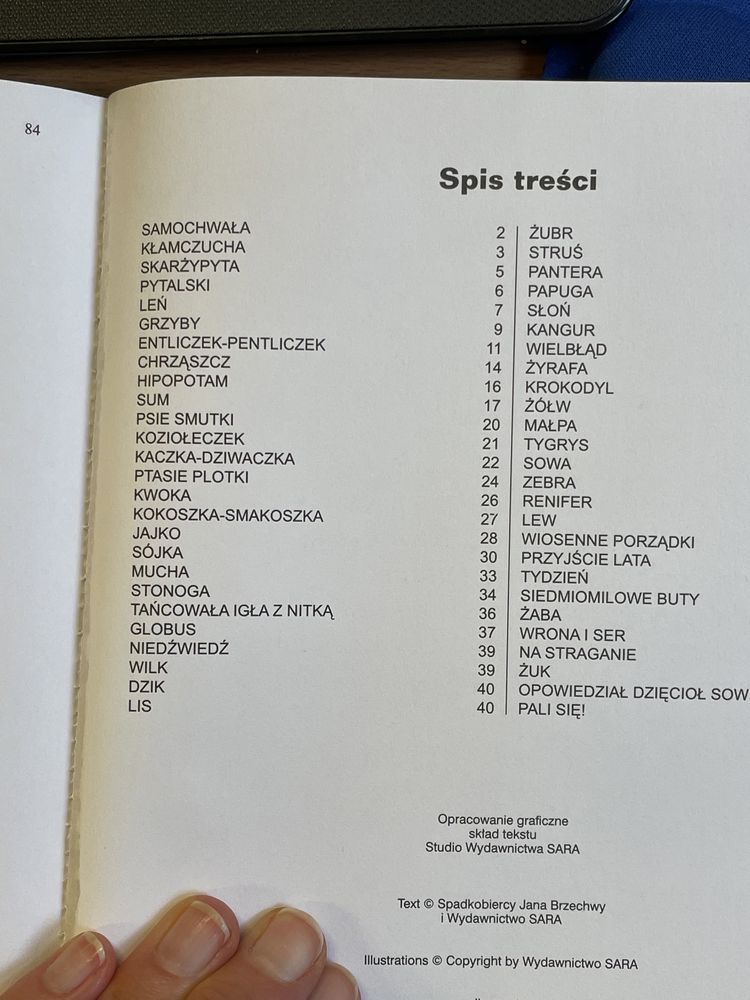 84
Spis treści
SAMOCHWAŁA 2
KŁAMCZUCHA 3
SKARŻYPYTA 5
PYTALSKI 6
LEŃ 7
GRZYBY 9
ENTLICZEK-PENTLICZEK 11
CHRZĄSZCZ 14
HIPOPOTAM 16
SUM 17
PSIE SMUTKI 20
KOZIOŁECZEK 21
KACZKA-DZIWACZKA 22
PTASIE PLOTKI 24
KWOKA 26
KOKOSZKA-SMAKOSZKA 27
JAJKO 28
SÓJKA 30
MUCHA 33
STONOGA 34
TAŃCOWAŁA IGŁA Z NITKĄ 36
GLOBUS 37
NIEDŹWIEDŹ 39
WILK 39
DZIK 40
LIS 40
ŻUBR
STRUŚ
PANTERA
PAPUGA
SŁOŃ
KANGUR
WIELBŁĄD
ŻYRAFA
KROKODYL
ŻÓŁW
MAŁPA
TYGRYS
SOWA
ZEBRA
RENIFER
LEW
WIOSENNE PORZĄDKI
PRZYJŚCIE LATA
TYDZIEŃ
SIEDMIOMILOWE BUTY
ŻABA
WRONA I SER
NA STRAGANIE
ŻUK
OPOWIEDZIAŁ DZIĘCIOŁ SOW
PALI SIĘ!
Opracowanie graficzne
skład tekstu
Studio Wydawnictwa SARA
Text © Spadkobiercy Jana Brzechwy
i Wydawnictwo SARA
Illustrations © Copyright by Wydawnictwo SARA